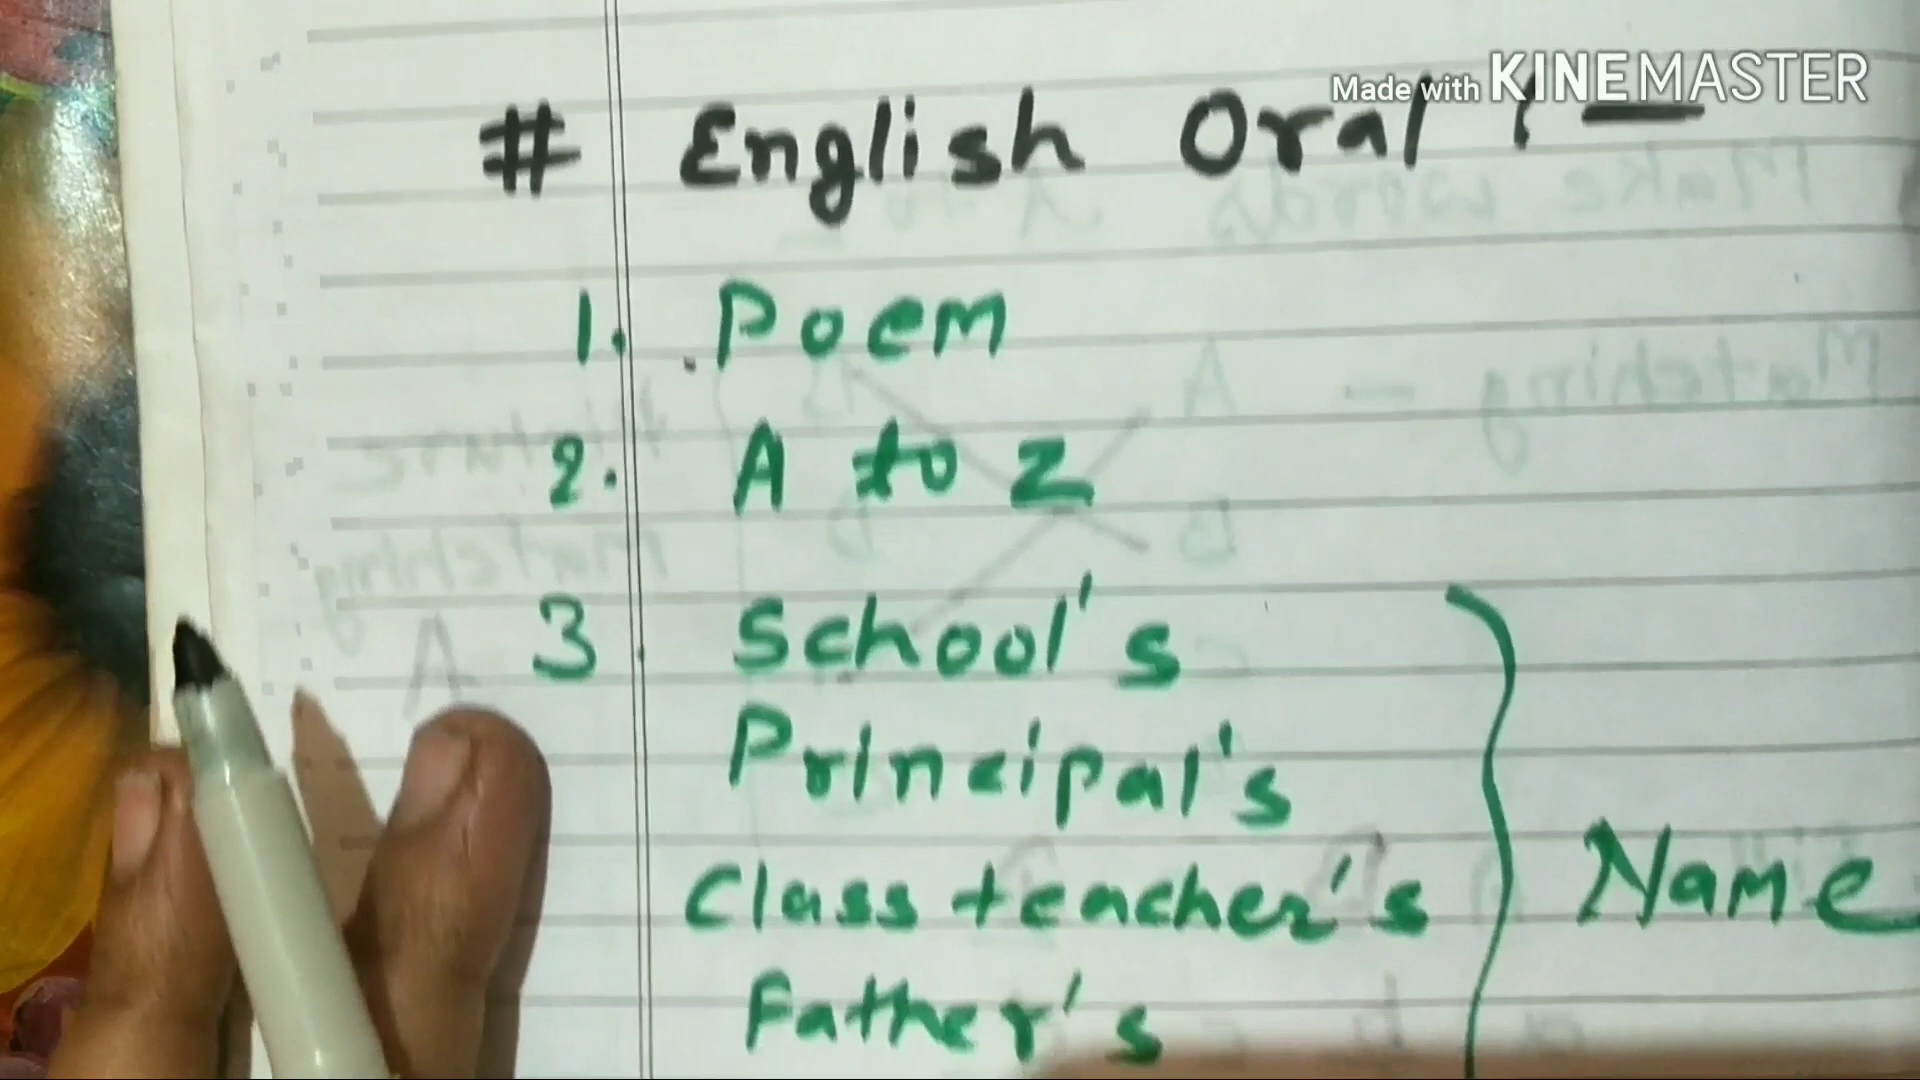 Made with KINEMASTER
# English Oral :-
1. Poem
2. A to Z
3 School's
Principal's
Class teacher's
Father's
Name